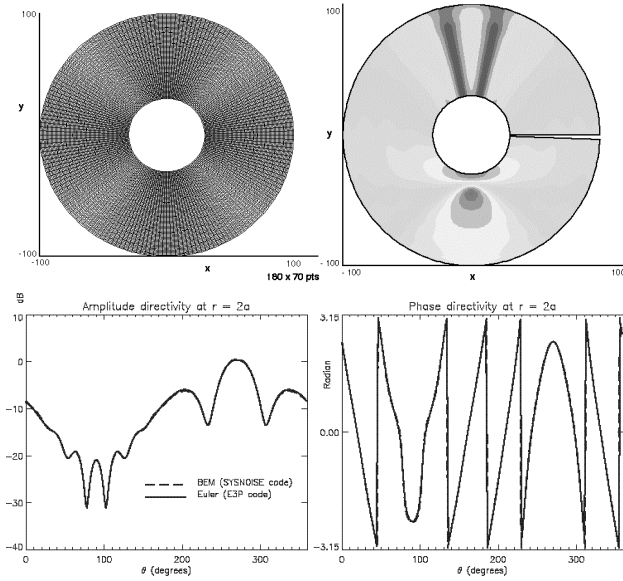 100
y
-100
-100
x
100
180 x 70 pts
100
y
-100
-100
x
100
dB
Amplitude directivity at r = 2a
10
0
-10
-20
-30
-40
BEM (SYSNOISE code)
Euler (E3P code)
0
100
200
300
θ (degrees)
Phase directivity at r = 2a
3.15
Radian
0.00
-3.15
0
100
200
300
θ (degrees)